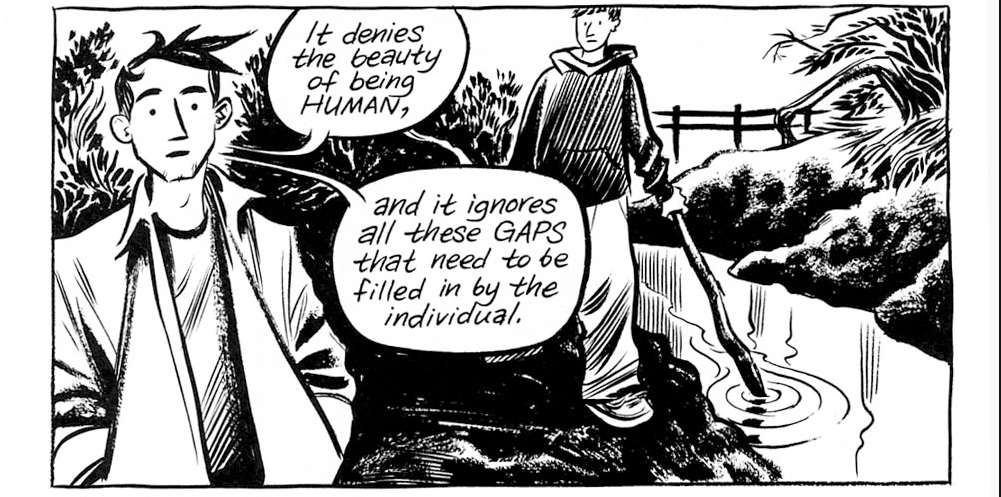 It denies
the beauty
of being
HUMAN,
and it ignores
all these GAPS
that need to be
filled in by the
individual.